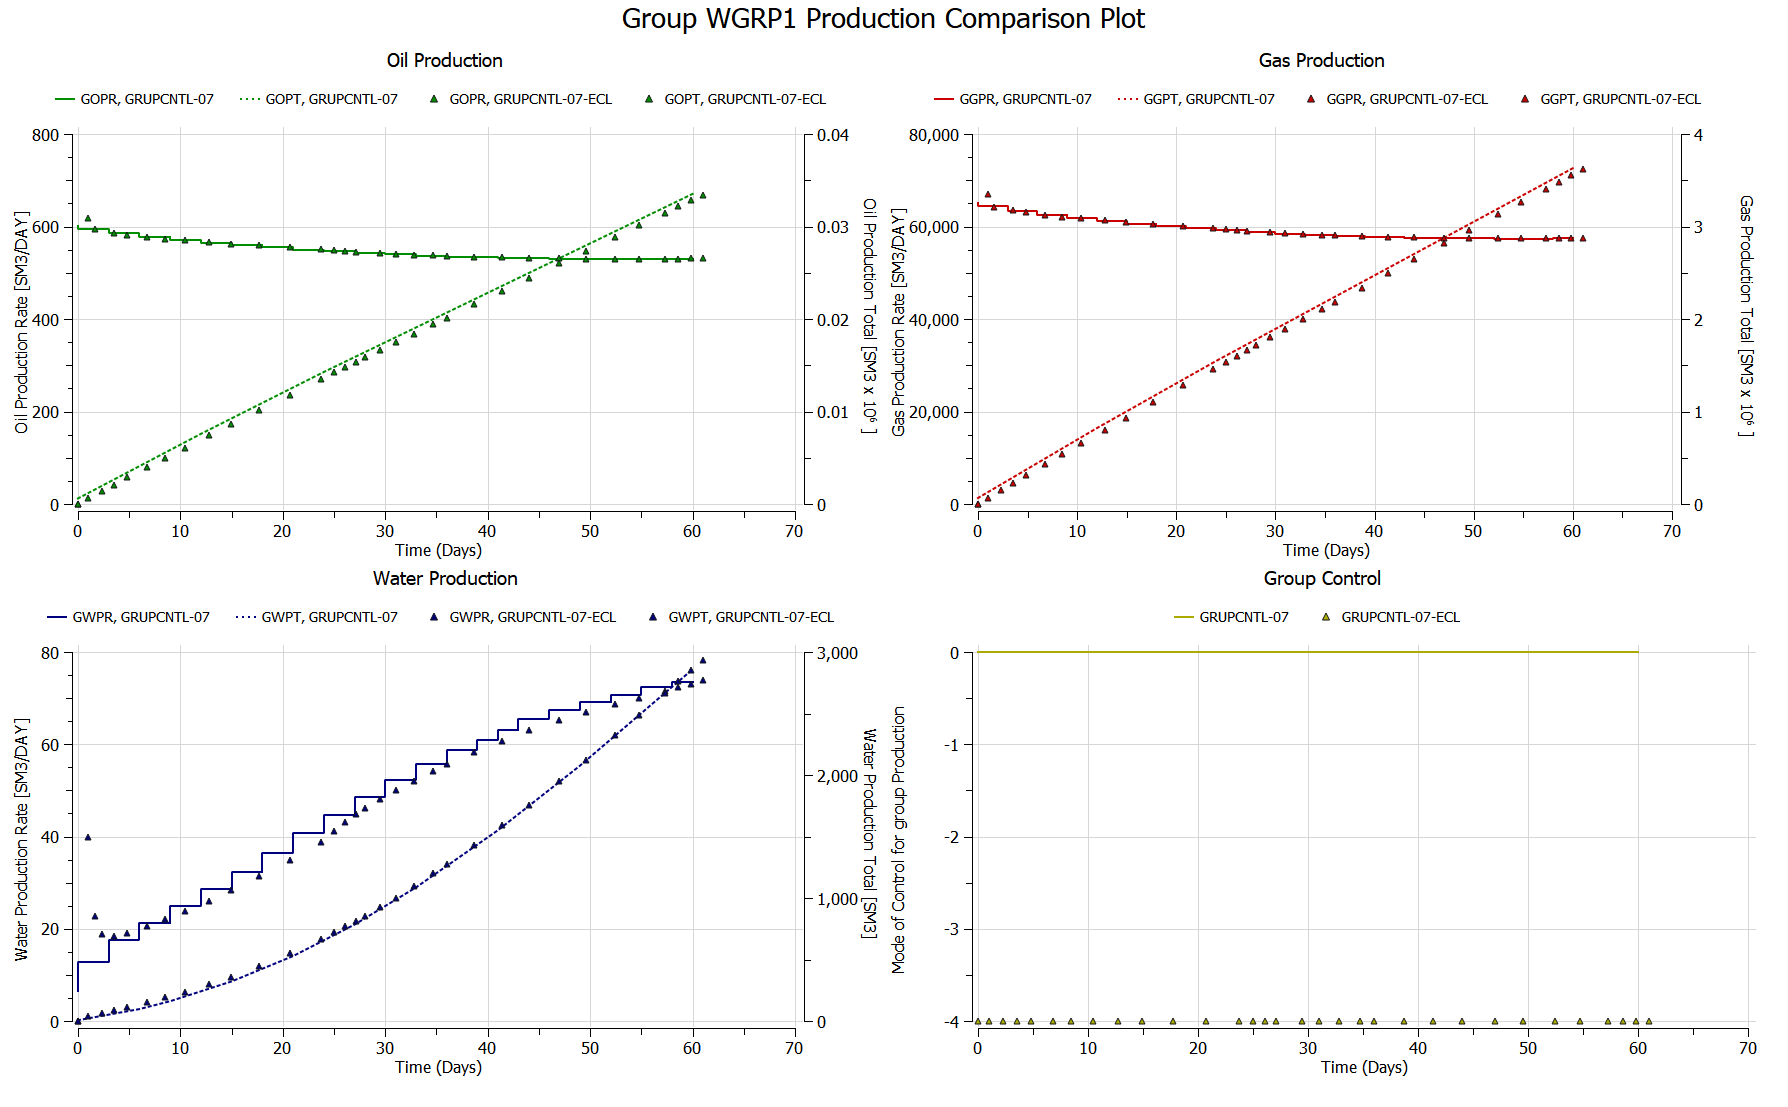 Group WGRP1 Production Comparison Plot
Oil Production
GOPR, GRUPCNTL-07 GOPT, GRUPCNTL-07 GOPR, GRUPCNTL-07-ECL GOPT, GRUPCNTL-07-ECL
Oil Production Rate [SM3/DAY]
800
600
400
200
0
0.04
0.03
0.02
0.01
0
Oil Production Total [SM3 x 10⁶ ]
0 10 20 30 40 50 60 70
Time (Days)
Gas Production
GGPR, GRUPCNTL-07 GGPT, GRUPCNTL-07 GGPR, GRUPCNTL-07-ECL GGPT, GRUPCNTL-07-ECL
Gas Production Rate [SM3/DAY]
80,000
60,000
40,000
20,000
0
4
3
2
1
0
Gas Production Total [SM3 x 10⁶ ]
0 10 20 30 40 50 60 70
Time (Days)
Water Production
GWPR, GRUPCNTL-07 GWPT, GRUPCNTL-07 GWPR, GRUPCNTL-07-ECL GWPT, GRUPCNTL-07-ECL
Water Production Rate [SM3/DAY]
80
60
40
20
0
3,000
2,000
1,000
0
Water Production Total [SM3]
0 10 20 30 40 50 60 70
Time (Days)
Group Control
GRUPCNTL-07 GRUPCNTL-07-ECL
Mode of Control for group Production
0
-1
-2
-3
-4
0 10 20 30 40 50 60 70
Time (Days)